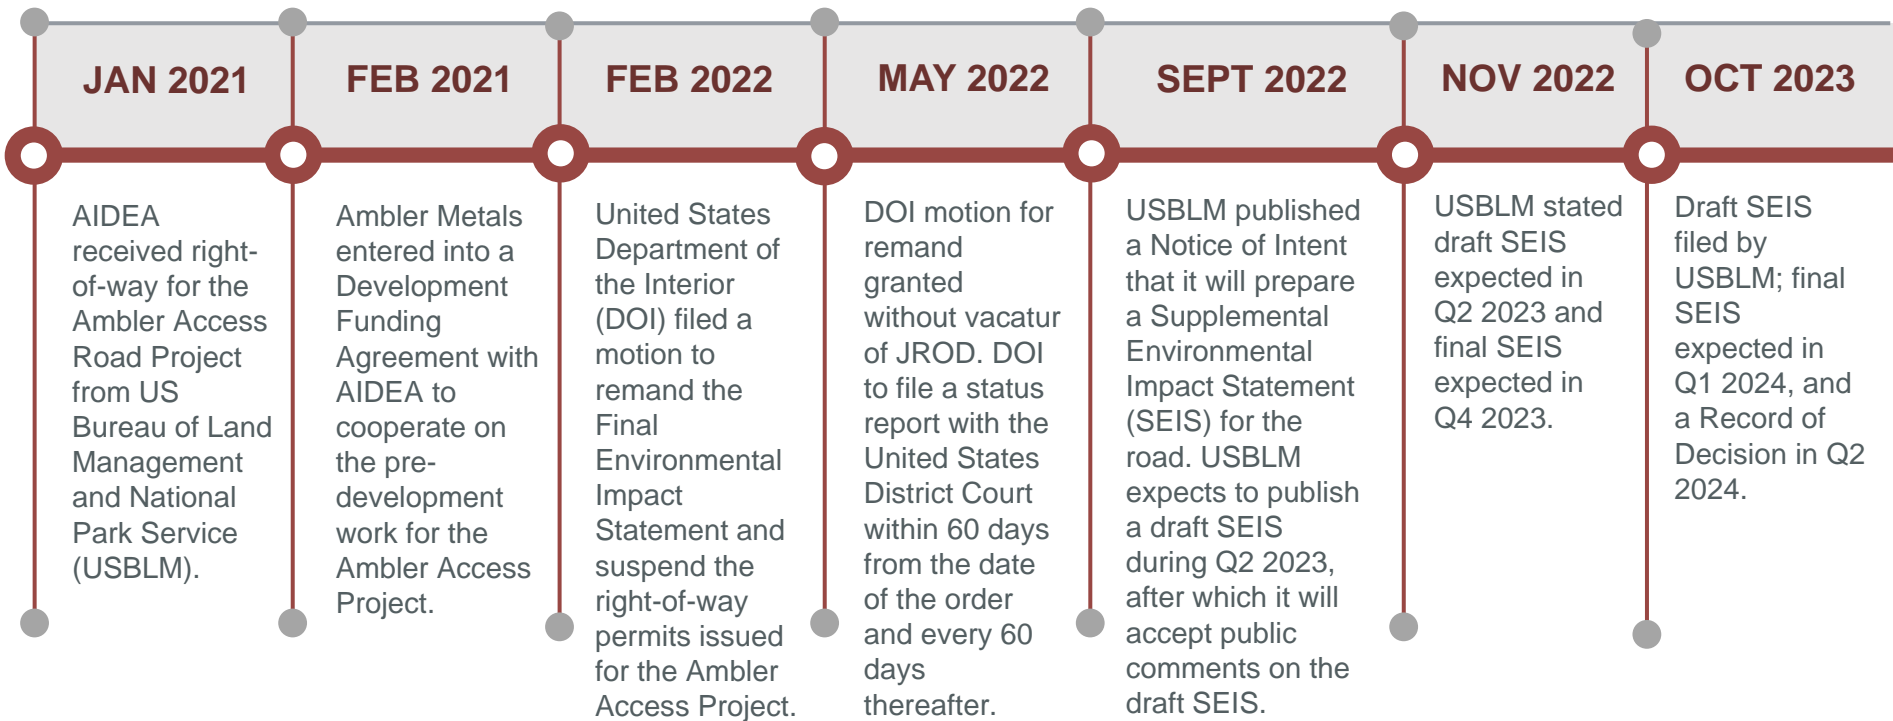 JAN 2021
AIDEA
received right-
of-way for the
Ambler Access
Road Project
from US
Bureau of Land
Management
and National
Park Service
(USBLM).
FEB 2021
Ambler Metals
entered into a
Development
Funding
Agreement with
AIDEA to
cooperate on
the pre-
development
work for the
Ambler Access
Project.
FEB 2022
United States
Department of
the Interior
(DOI) filed a
motion to
remand the
Final
Environmental
Impact
Statement and
suspend the
right-of-way
permits issued
for the Ambler
Access Project.
MAY 2022
DOI motion for
remand
granted
without vacatur
of JROD. DOI
to file a status
report with the
United States
District Court
within 60 days
from the date
of the order
and every 60
days
thereafter.
SEPT 2022
USBLM published
a Notice of Intent
that it will prepare
a Supplemental
Environmental
Impact Statement
(SEIS) for the
road. USBLM
expects to publish
a draft SEIS
during Q2 2023,
after which it will
accept public
comments on the
draft SEIS.
NOV 2022
USBLM stated
draft SEIS
expected in
Q2 2023 and
final SEIS
expected in
Q4 2023.
OCT 2023
Draft SEIS
filed by
USBLM; final
SEIS
expected in
Q1 2024, and
a Record of
Decision in Q2
2024.